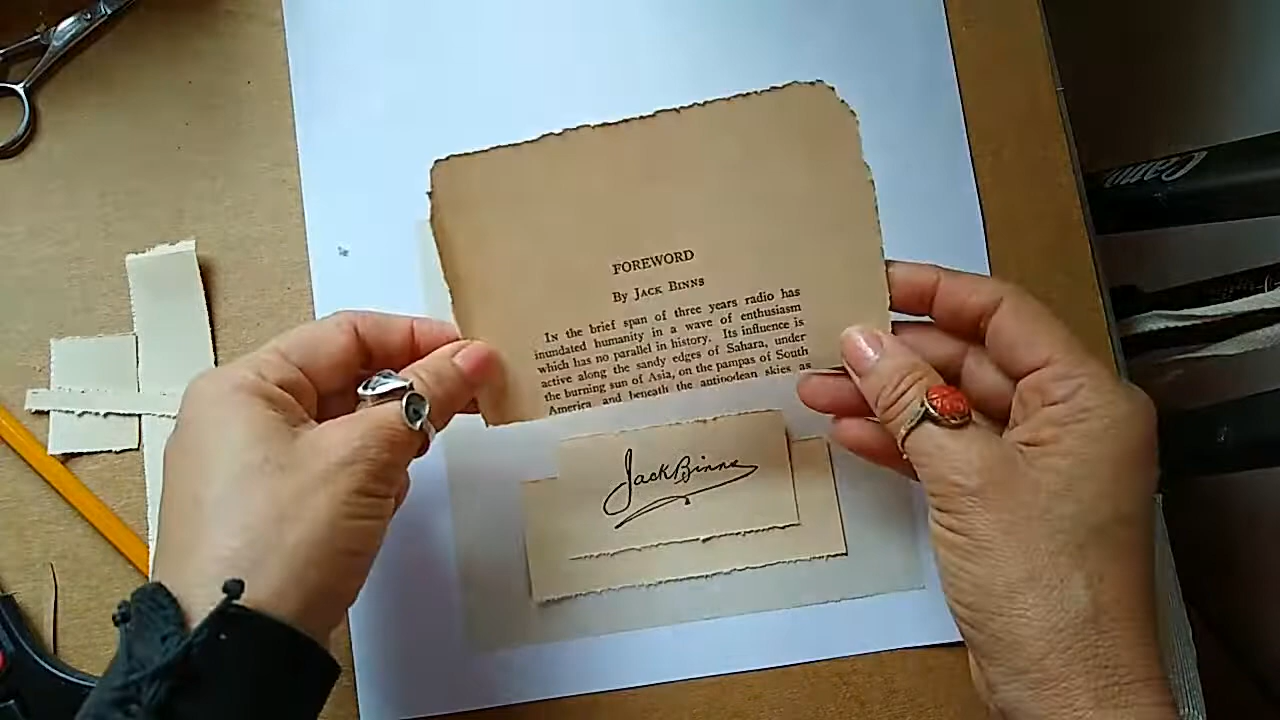 FOREWORD
By JACK BINNS
In the brief span of three years radio has
inundated humanity in a wave of enthusiasm
which has no parallel in history. Its influence is
active along the sandy edges of Sahara, under
the burning sun of Asia, on the pampas of South
America and beneath the antipodean skies as
Jack Binns